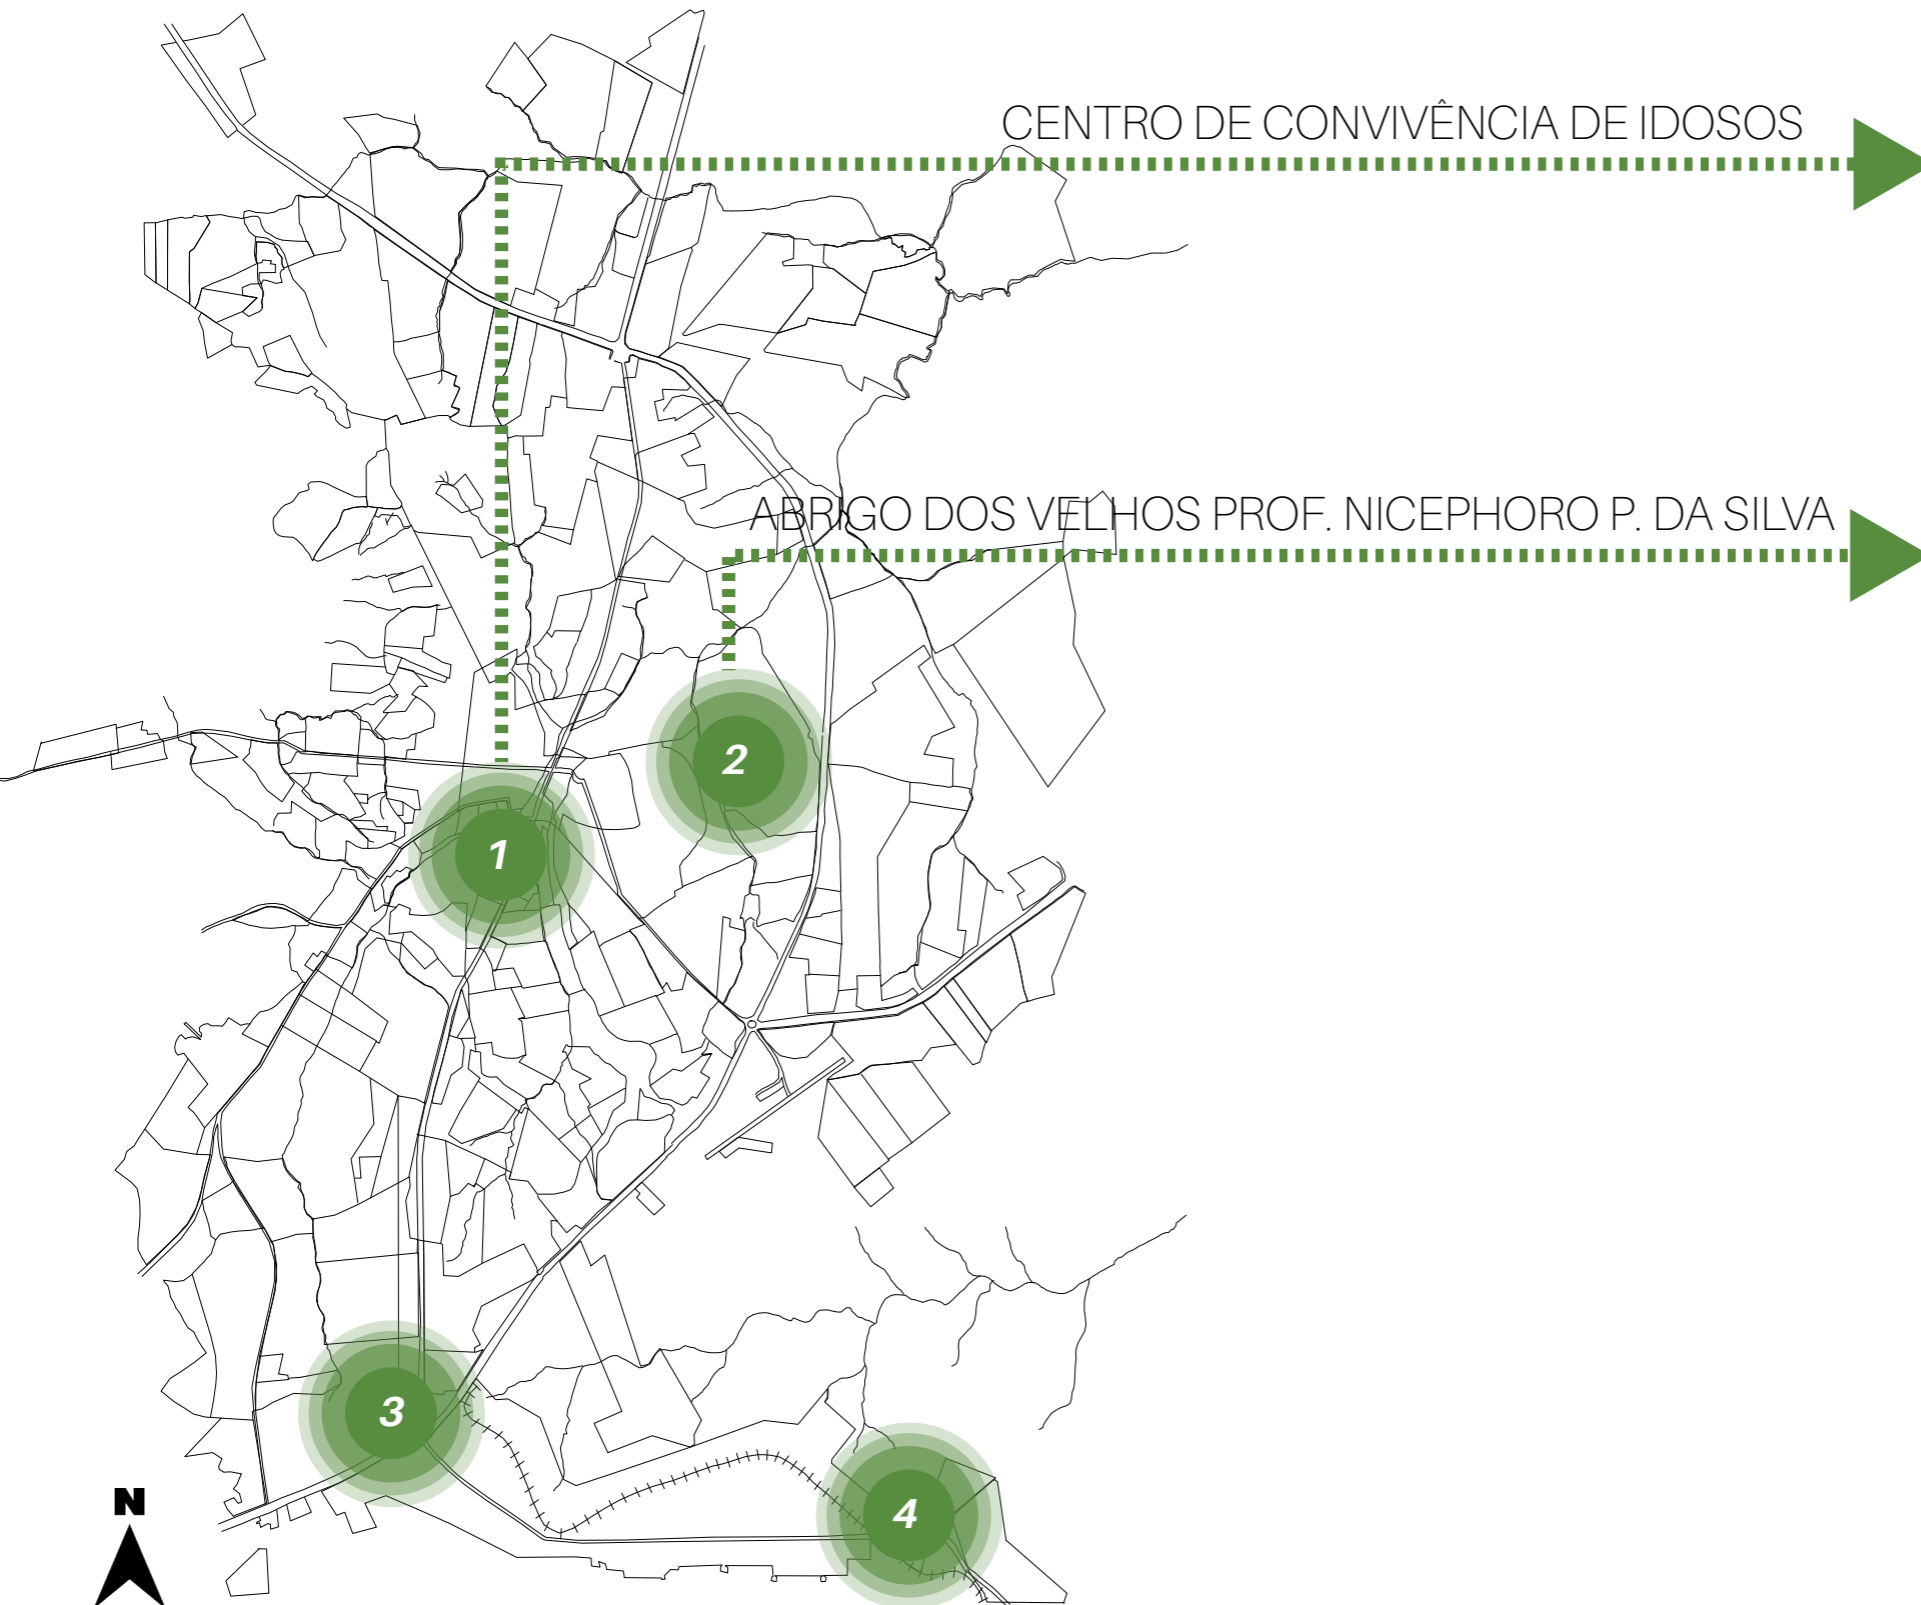 CENTRO DE CONVIVÊNCIA DE IDOSOS
ABRIGO DOS VELHOS PROF. NICEPHORO P. DA SILVA
2
1
3
N
4